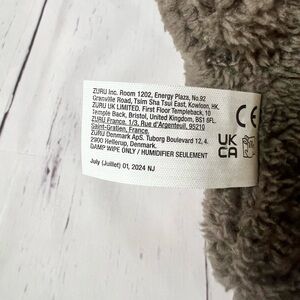 ZURU Inc. Room 1202, Energy Plaza, No.92
Granville Road, Tsim Sha Tsui East, Kowloon, HK.
ZURU UK LIMITED. First Floor Templeback, 10
Temple Back, Bristol, United Kingdom, BS1 6FL.
ZURU France. 1/3, Rue d'Argenteuil, 95210
Saint-Gratien, France.
ZURU Denmark ApS. Tuborg Boulevard 12, 4.
2900 Hellerup, Denmark.
DAMP WIPE ONLY / HUMIDIFIER SEULEMENT
July (Juillet) 01, 2024 NJ
CE
UK
CA